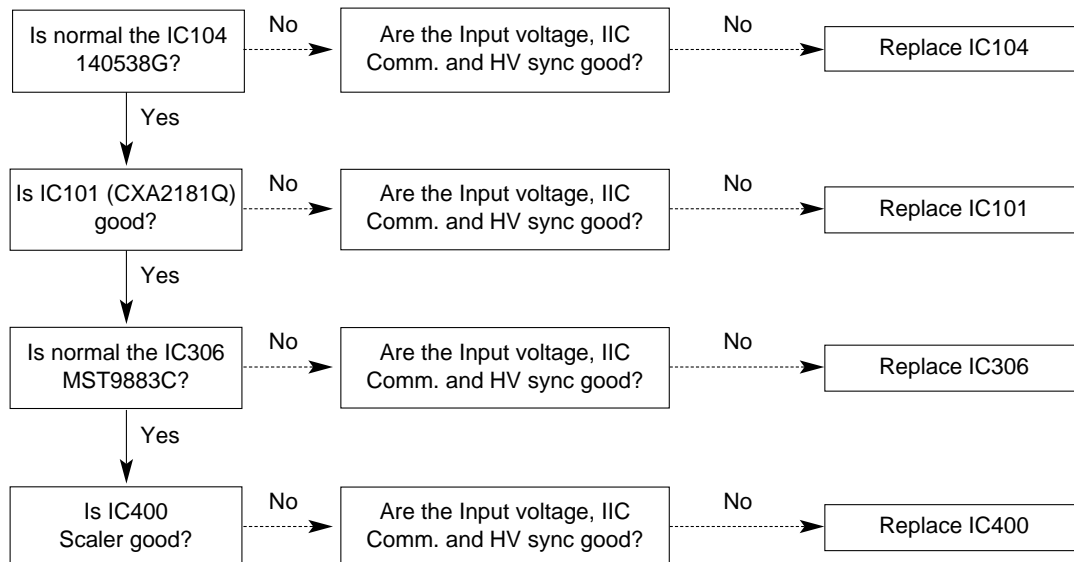 Is normal the IC104
140538G?
No
Are the Input voltage, IIC
Comm. and HV sync good?
No
Replace IC104
Yes
Is IC101 (CXA2181Q)
good?
No
Are the Input voltage, IIC
Comm. and HV sync good?
No
Replace IC101
Yes
Is normal the IC306
MST9883C?
No
Are the Input voltage, IIC
Comm. and HV sync good?
No
Replace IC306
Yes
Is IC400
Scaler good?
No
Are the Input voltage, IIC
Comm. and HV sync good?
No
Replace IC400